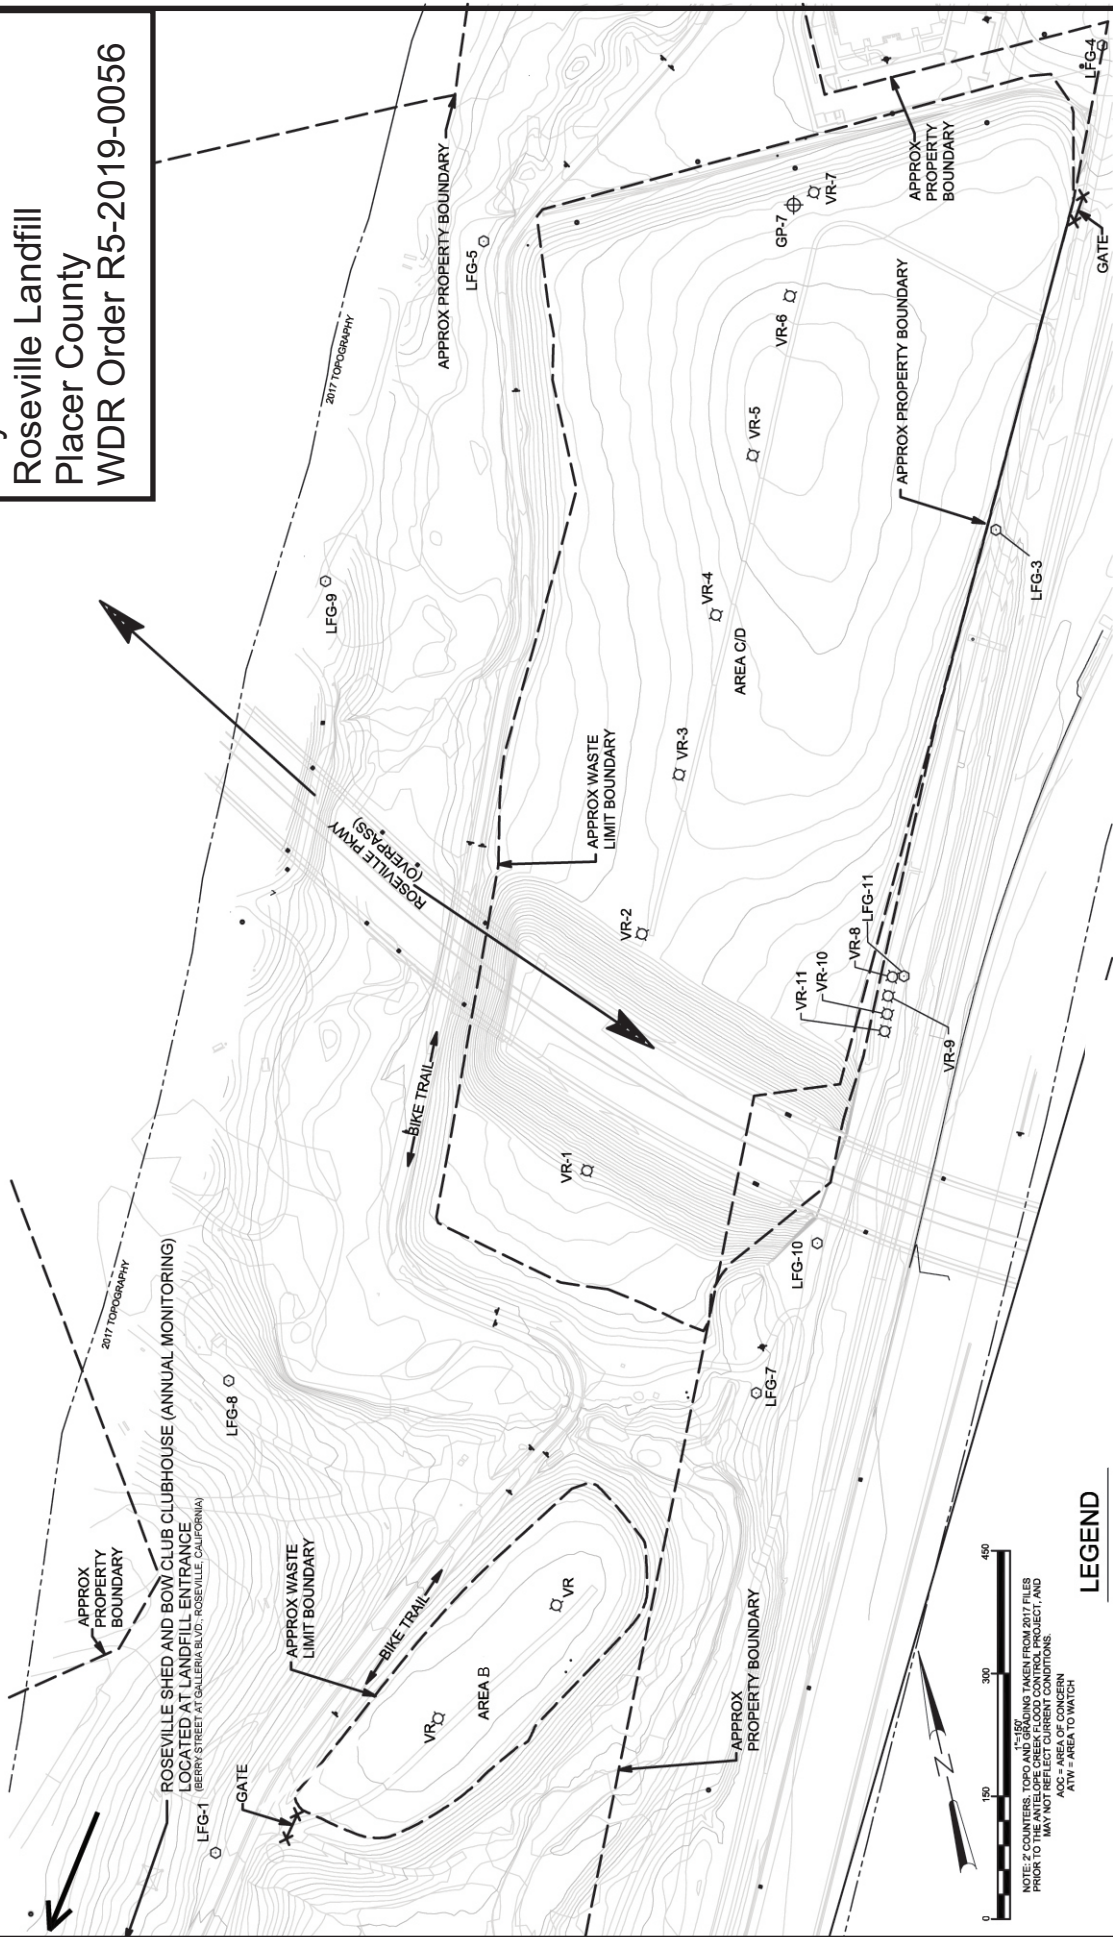 Roseville Landfill
Placer County
WDR Order R5-2019-0056
ROSEVILLE SHED AND BOW CLUB CLUBHOUSE (ANNUAL MONITORING)
LOCATED AT LANDFILL ENTRANCE
(BERRY STREET AT GALLERIA BLVD., ROSEVILLE, CALIFORNIA)
APPROX
PROPERTY
BOUNDARY
2017 TOPOGRAPHY
2017 TOPOGRAPHY
LFG-1
GATE
LFG-8
APPROX WASTE
LIMIT BOUNDARY
BIKE TRAIL
VR
AREA B
VR
APPROX
PROPERTY BOUNDARY
BIKE TRAIL
VR-1
LFG-7
LFG-10
ROSEVILLE PKWY
(OVERPASS)
LFG-9
APPROX PROPERTY BOUNDARY
LFG-5
APPROX WASTE
LIMIT BOUNDARY
VR-2
VR-3
VR-4
AREA C/D
VR-5
VR-6
GP-7
VR-7
APPROX
PROPERTY
BOUNDARY
LFG-4
GATE
APPROX PROPERTY BOUNDARY
LFG-3
VR-11
VR-10
VR-8
LFG-11
VR-9
N
0
150
300
450
1"=150'
NOTE: 2' COUNTERS, TOPO AND GRADING TAKEN FROM 2017 FILES
PRIOR TO THE ANTELOPE CREEK FLOOD CONTROL PROJECT, AND
MAY NOT REFLECT CURRENT CONDITIONS.
AOC = AREA OF CONCERN
ATW = AREA TO WATCH
LEGEND